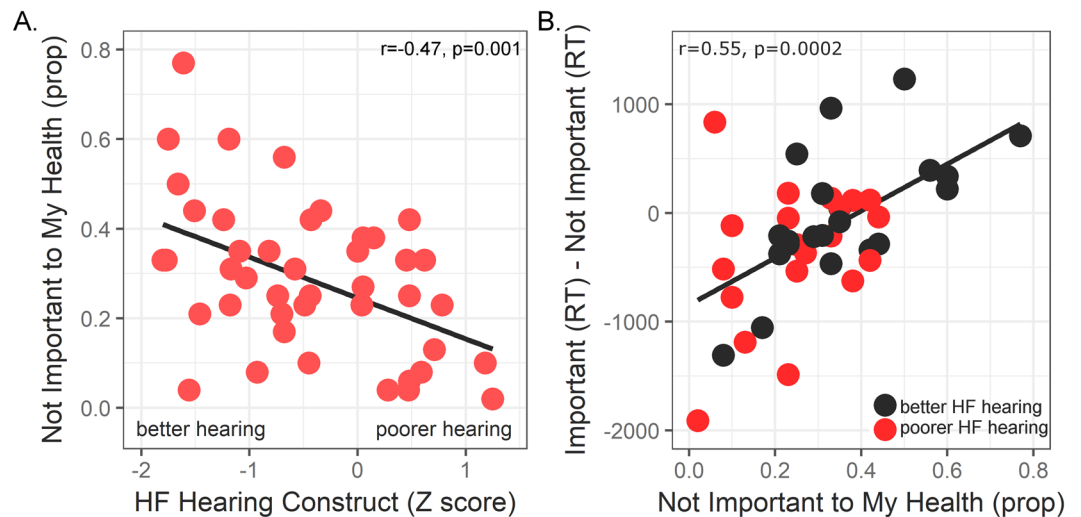 A.
Not Important to My Health (prop)
0.8
0.6
0.4
0.2
0.0
r=-0.47, p=0.001
better hearing
poorer hearing
-2
-1
0
1
HF Hearing Construct (Z score)
B.
Important (RT) - Not Important (RT)
1000
0
-1000
-2000
r=0.55, p=0.0002
better HF hearing
poorer HF hearing
0.0
0.2
0.4
0.6
0.8
Not Important to My Health (prop)